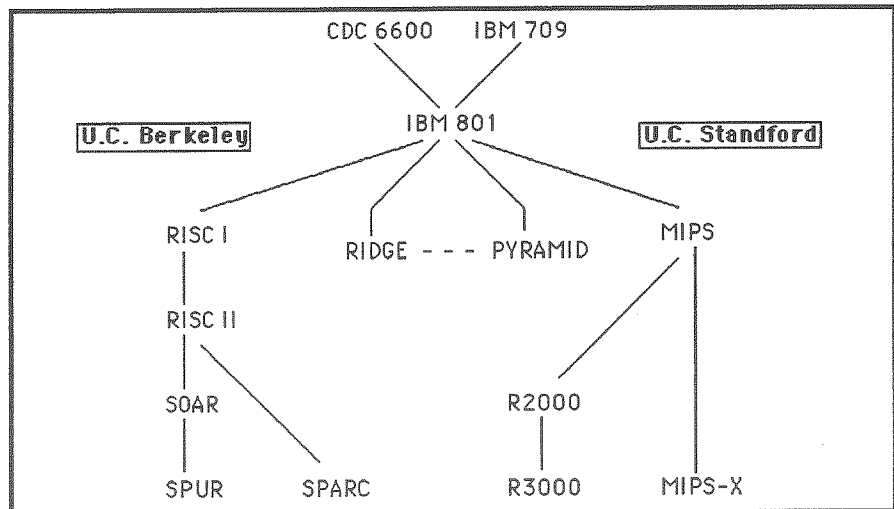 CDC 6600 IBM 709
IBM 801
U.C. Berkeley U.C. Standford
RISC I RIDGE --- PYRAMID MIPS
RISC II
SOAR R2000
SPUR SPARC R3000 MIPS-X